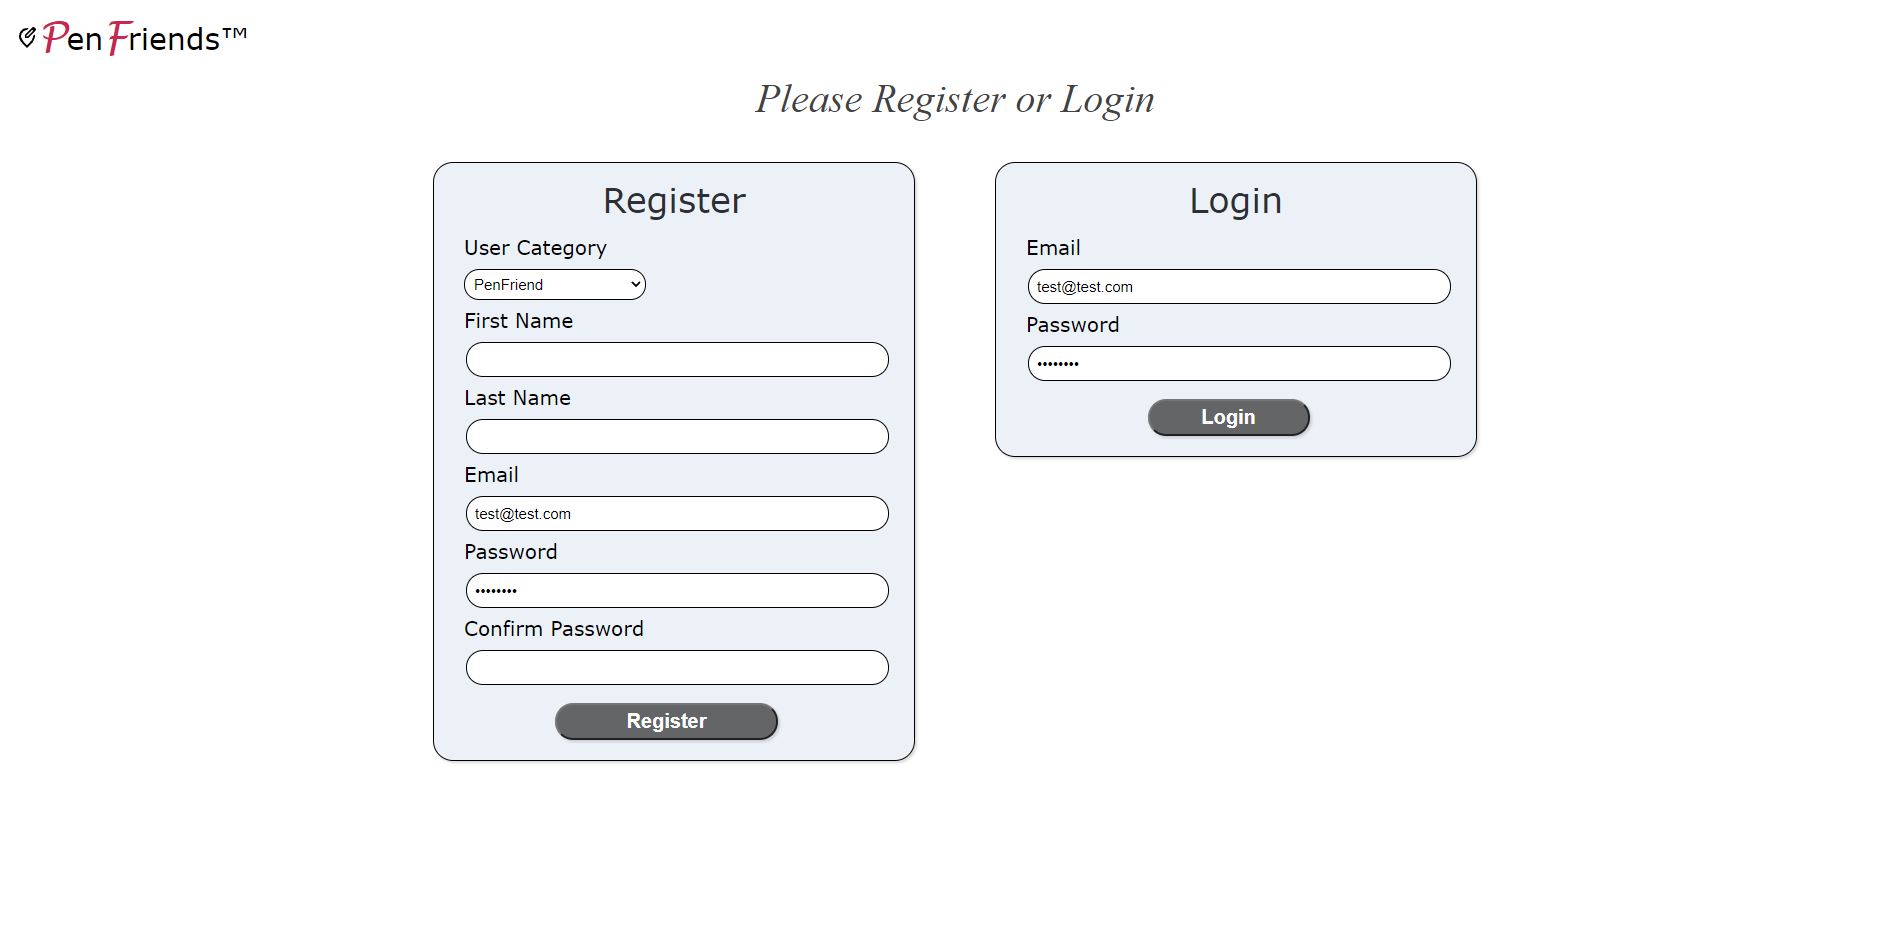 PenFriends™
Please Register or Login
Register
User Category
PenFriend
First Name
Last Name
Email
test@test.com
Password
••••••••
Confirm Password
Register
Login
Email
test@test.com
Password
••••••••
Login